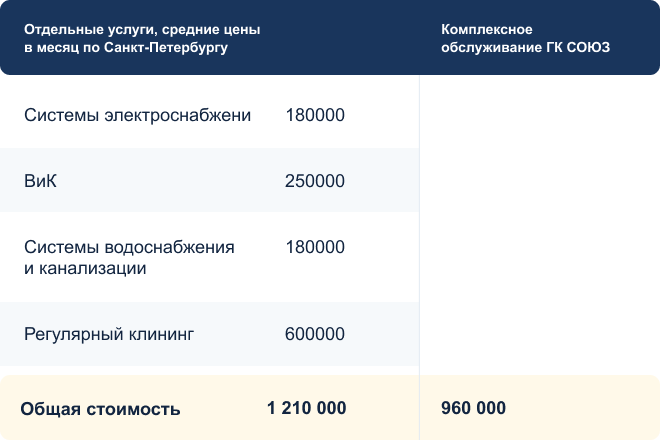 Отдельные услуги, средние цены
в месяц по Санкт-Петербургу
Комплексное
обслуживание ГК СОЮЗ
Системы электроснабжени 180000
ВиК 250000
Системы водоснабжения 180000
и канализации
Регулярный клининг 600000
Общая стоимость 1 210 000 960 000